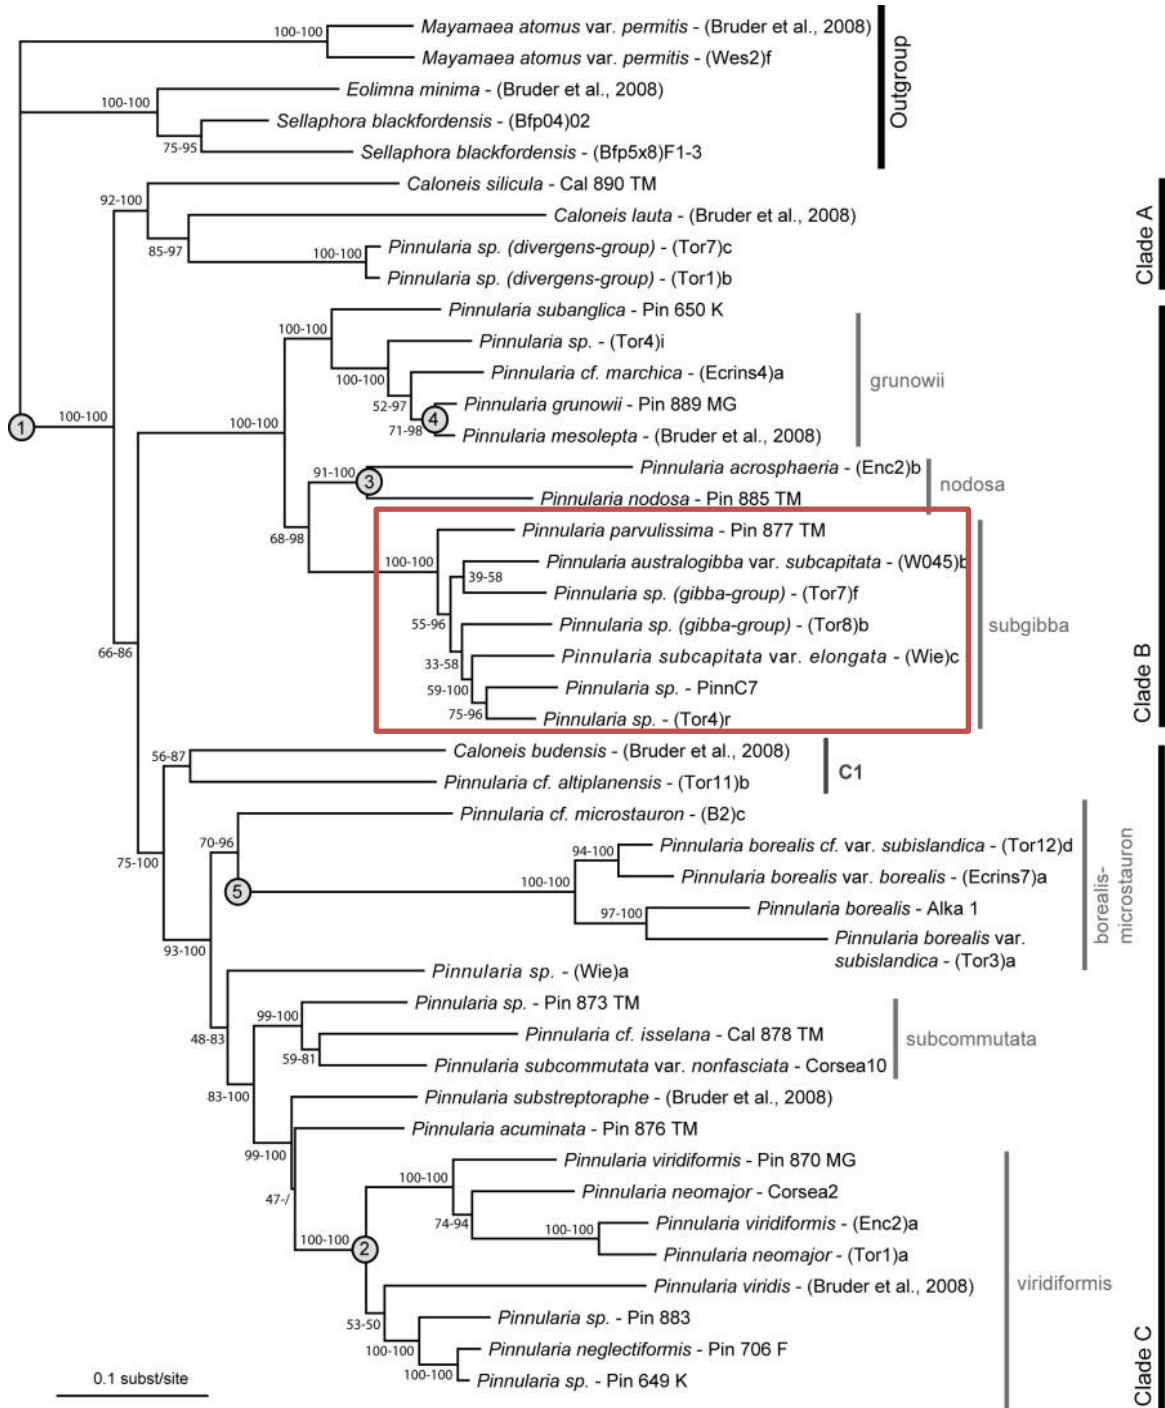 100-100
Mayamaea atomus var. permitis - (Bruder et al., 2008)
Mayamaea atomus var. permitis - (Wes2)f
Eolimna minima - (Bruder et al., 2008)
100-100
Sellaphora blackfordensis - (Bfp04)02
75-95
Sellaphora blackfordensis - (Bfp5x8)F1-3
Outgroup
Caloneis silicula - Cal 890 TM
92-100
Caloneis lauta - (Bruder et al., 2008)
85-97
100-100
Pinnularia sp. (divergens-group) - (Tor7)c
Pinnularia sp. (divergens-group) - (Tor1)b
Clade A
Pinnularia subanglica - Pin 650 K
100-100
Pinnularia sp. - (Tor4)i
100-100
Pinnularia cf. marchica - (Ecrins4)a
52-97
Pinnularia grunowii - Pin 889 MG
4
71-98
Pinnularia mesolepta - (Bruder et al., 2008)
grunowii
1
100-100
100-100
Pinnularia acrosphaeria - (Enc2)b
91-100
3
Pinnularia nodosa - Pin 885 TM
nodosa
68-98
Pinnularia parvulissima - Pin 877 TM
100-100
Pinnularia australogibba var. subcapitata - (W045)b
39-58
Pinnularia sp. (gibba-group) - (Tor7)f
55-96
Pinnularia sp. (gibba-group) - (Tor8)b
33-58
Pinnularia subcapitata var. elongata - (Wie)c
59-100
Pinnularia sp. - PinnC7
75-96
Pinnularia sp. - (Tor4)r
subgibba
Clade B
66-86
Caloneis budensis - (Bruder et al., 2008)
56-87
Pinnularia cf. altiplanensis - (Tor11)b
C1
75-100
Pinnularia cf. microstauron - (B2)c
70-96
Pinnularia borealis cf. var. subislandica - (Tor12)d
94-100
Pinnularia borealis var. borealis - (Ecrins7)a
100-100
5
Pinnularia borealis - Alka 1
97-100
Pinnularia borealis var.
subislandica - (Tor3)a
borealis-
microstauron
93-100
Pinnularia sp. - (Wie)a
48-83
Pinnularia sp. - Pin 873 TM
99-100
Pinnularia cf. isselana - Cal 878 TM
59-81
Pinnularia subcommutata var. nonfasciata - Corsea10
subcommutata
83-100
Pinnularia substreptoraphe - (Bruder et al., 2008)
99-100
Pinnularia acuminata - Pin 876 TM
47-/
Pinnularia viridiformis - Pin 870 MG
100-100
Pinnularia neomajor - Corsea2
74-94
Pinnularia viridiformis - (Enc2)a
100-100
Pinnularia neomajor - (Tor1)a
100-100
2
Pinnularia viridis - (Bruder et al., 2008)
53-50
Pinnularia sp. - Pin 883
100-100
Pinnularia neglectiformis - Pin 706 F
100-100
Pinnularia sp. - Pin 649 K
viridiformis
Clade C
0.1 subst/site